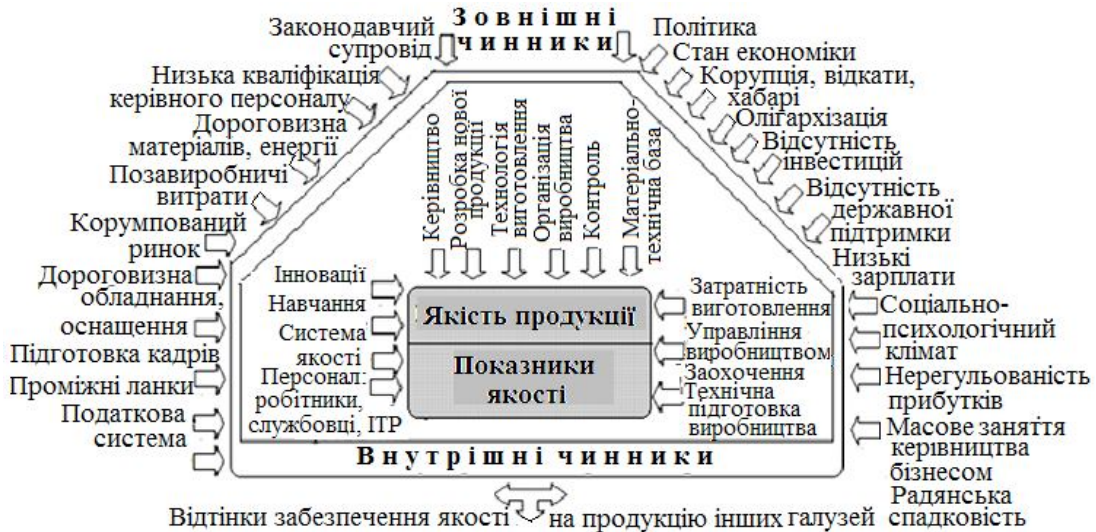 Зовнішні
чинники
Законодавчий
супровід
Низька кваліфікація
керівного персоналу
Дороговизна
матеріалів, енергії
Позавиробничі
витрати
Корумпований
ринок
Дороговизна
обладнання,
оснащення
Підготовка кадрів
Проміжні ланки
Податкова
система
Політика
Стан економіки
Корупція, відкати,
хабарі
Олігархізація
Відсутність
інвестицій
Відсутність
державної
підтримки
Низькі
зарплати
Соціально-
психологічний
клімат
Нерегульованість
прибутків
Масове заняття
керівництва
бізнесом
Радянська
спадковість
Керівництво
Розробка нової
продукції
Технологія
виготовлення
Організація
виробництва
Контроль
Матеріально-
технічна база
Інновації
Навчання
Система
якості
Персонал:
робітники,
службовці, ІТР
Якість продукції
Показники
якості
Затратність
виготовлення
Управління
виробництвом
Заохочення
Технічна
підготовка
виробництва
Внутрішні чинники
Відтінки забезпечення якості на продукцію інших галузей